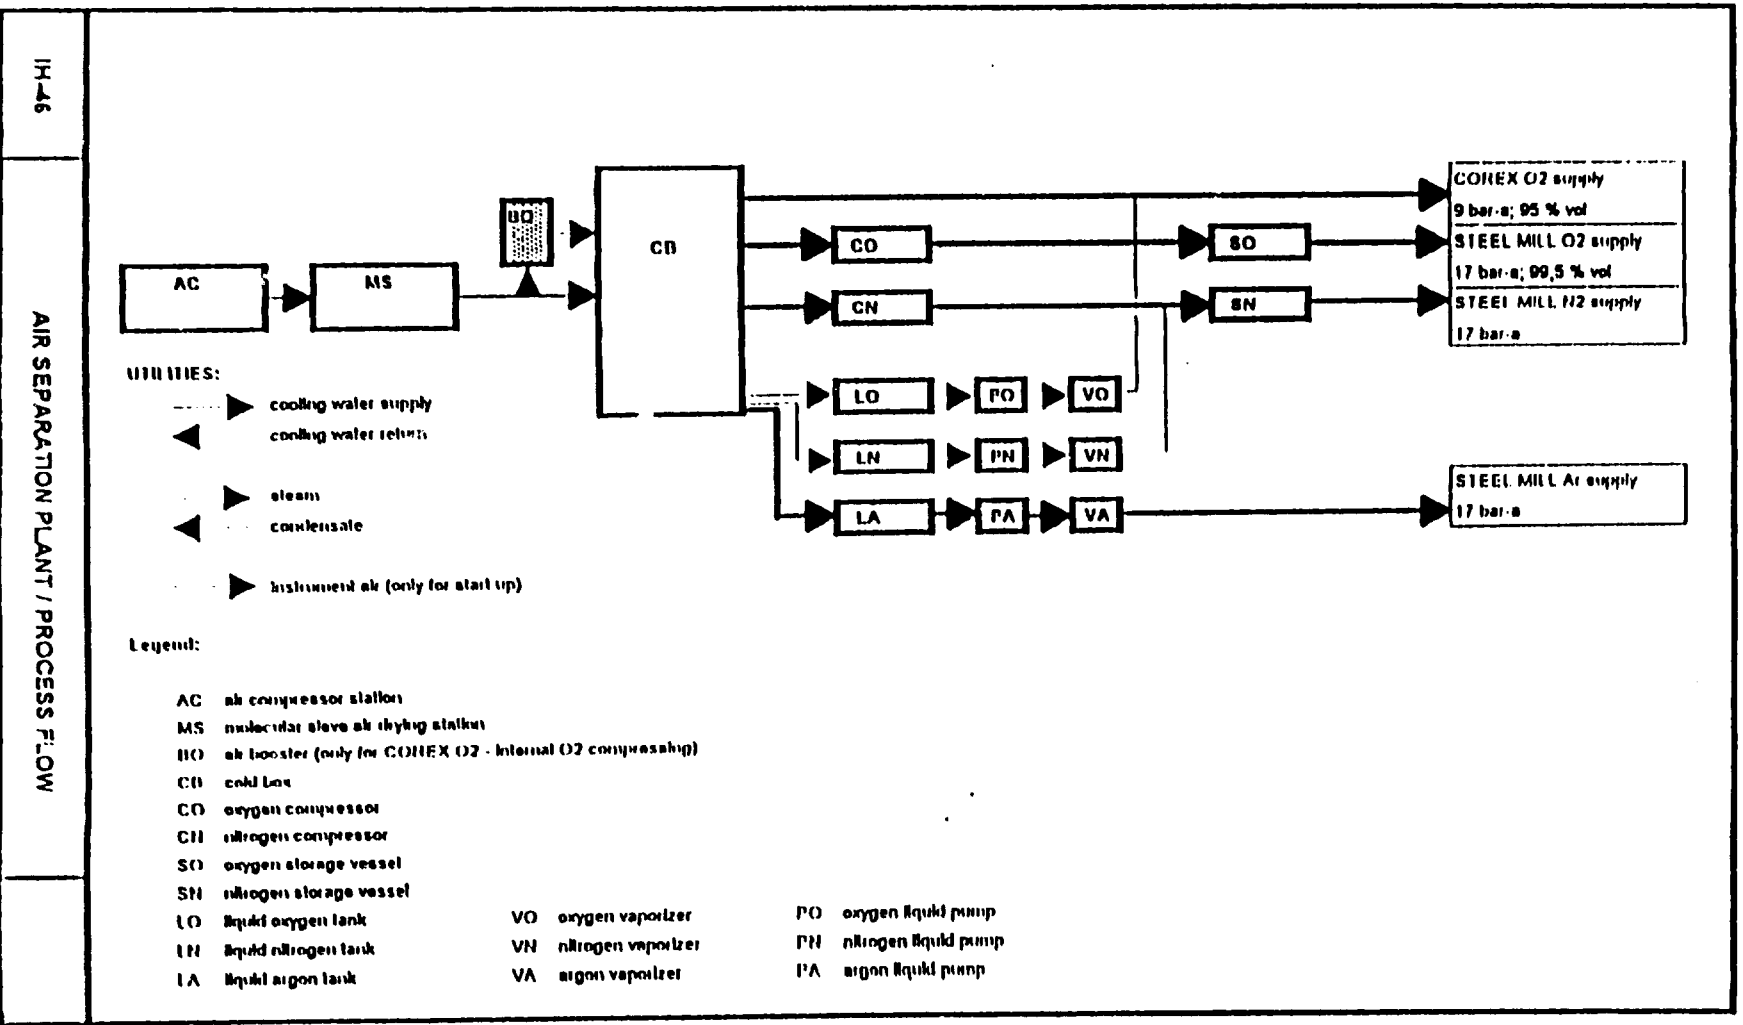 IH-46
AIR SEPARATION PLANT / PROCESS FLOW
COREX O2 supply
9 bar-a; 95 % vol
STEEL MILL O2 supply
17 bar-a; 99,5 % vol
STEEL MILL N2 supply
17 bar-a
BO
CB
CO
SO
AC
MS
CN
SN
LO
PO
VO
LN
PN
VN
LA
PA
VA
STEEL MILL Ar supply
17 bar-a
UTILITIES:
cooling water supply
cooling water return
steam
condensate
instrument air (only for start up)
Legend:
AC air compressor station
MS molecular sieve air drying station
BO air booster (only for COREX O2 - internal O2 compressing)
CB cold box
CO oxygen compressor
CN nitrogen compressor
SO oxygen storage vessel
SN nitrogen storage vessel
LO liquid oxygen tank
LN liquid nitrogen tank
LA liquid argon tank
VO oxygen vaporizer
VN nitrogen vaporizer
VA argon vaporizer
PO oxygen liquid pump
PN nitrogen liquid pump
PA argon liquid pump